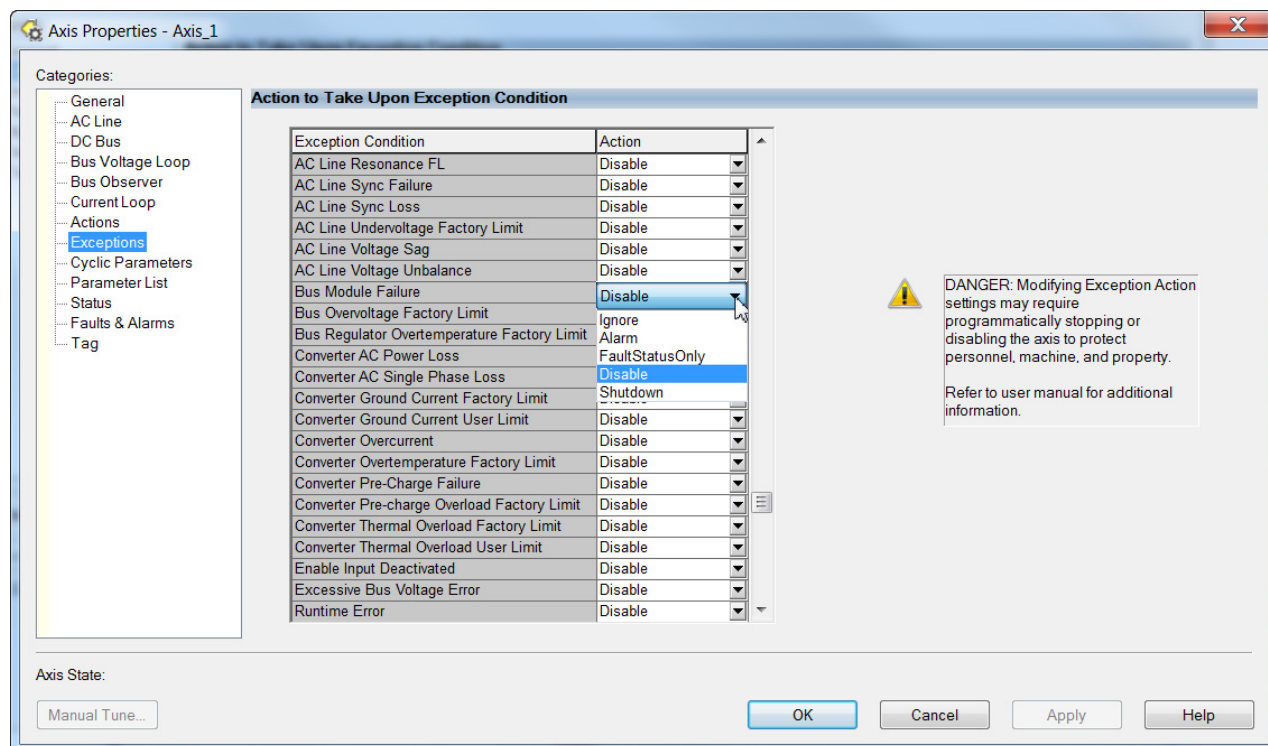 Axis Properties - Axis_1
Categories:
General
AC Line
DC Bus
Bus Voltage Loop
Bus Observer
Current Loop
Actions
Exceptions
Cyclic Parameters
Parameter List
Status
Faults & Alarms
Tag
Action to Take Upon Exception Condition
Exception Condition Action
AC Line Resonance FL Disable
AC Line Sync Failure Disable
AC Line Sync Loss Disable
AC Line Undervoltage Factory Limit Disable
AC Line Voltage Sag Disable
AC Line Voltage Unbalance Disable
Bus Module Failure Disable
Bus Overvoltage Factory Limit
Bus Regulator Overtemperature Factory Limit
Converter AC Power Loss
Converter AC Single Phase Loss
Converter Ground Current Factory Limit
Ignore
Alarm
FaultStatusOnly
Disable
Shutdown
Converter Ground Current User Limit Disable
Converter Overcurrent Disable
Converter Overtemperature Factory Limit Disable
Converter Pre-Charge Failure Disable
Converter Pre-charge Overload Factory Limit Disable
Converter Thermal Overload Factory Limit Disable
Converter Thermal Overload User Limit Disable
Enable Input Deactivated Disable
Excessive Bus Voltage Error Disable
Runtime Error Disable
DANGER: Modifying Exception Action
settings may require
programmatically stopping or
disabling the axis to protect
personnel, machine, and property.
Refer to user manual for additional
information.
Axis State:
Manual Tune...
OK
Cancel
Apply
Help